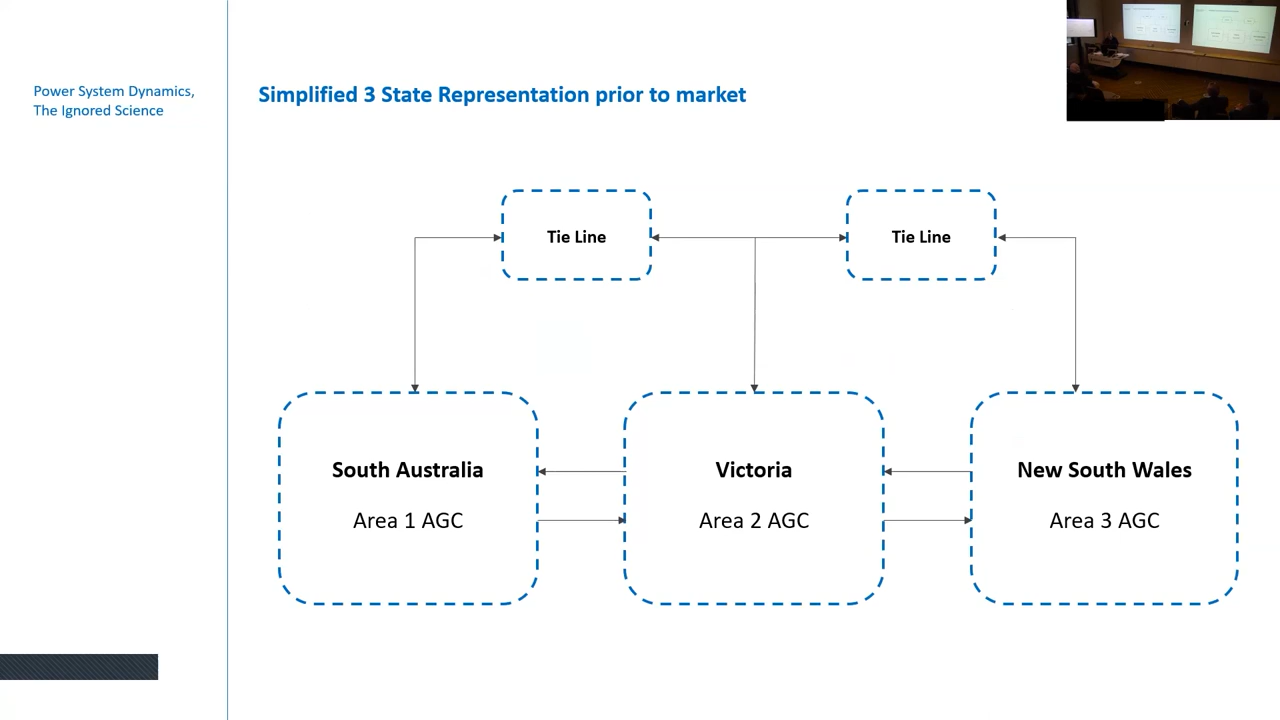 Power System Dynamics,
The Ignored Science
Simplified 3 State Representation prior to market
Tie Line
Tie Line
South Australia
Area 1 AGC
Victoria
Area 2 AGC
New South Wales
Area 3 AGC